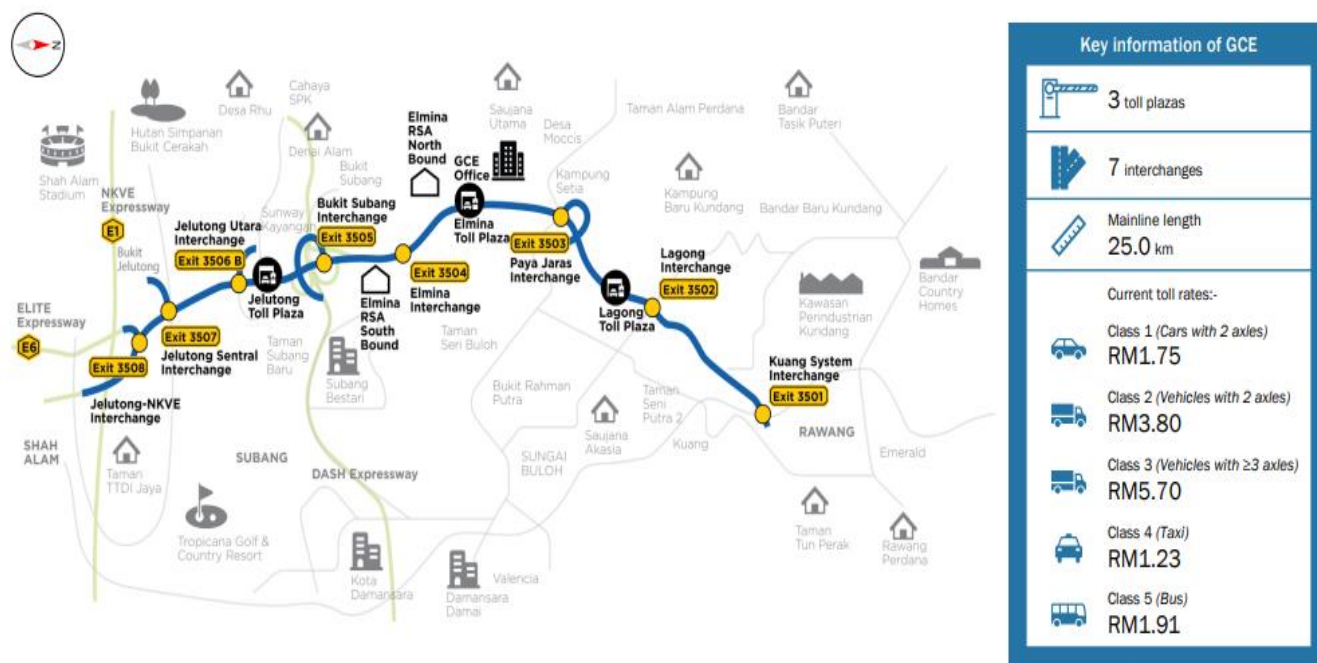 N
Shah Alam
Stadium
Hutan Simpanan
Bukit Cerakah
Desa Rhu
Cahaya
SPK
Denai Alam
Bukit
Subang
Elmina
RSA
North
Bound
GCE
Office
Saujana
Utama
Desa
Moccis
Kampung
Setia
Taman Alam Perdana
Bandar
Tasik Puteri
Kampung
Baru Kundang
Bandar Baru Kundang
NKVE
Expressway
E1
Bukit
Jelutong
Jelutong Utara
Interchange
Exit 3506 B
Sunway
Kayangan
Bukit Subang
Interchange
Exit 3505
Elmina
Toll Plaza
Exit 3503
Paya Jaras
Interchange
Lagong
Interchange
Exit 3502
Kawasan
Perindustrian
Kundang
Bandar
Country
Homes
Exit 3504
Elmina
Interchange
Jelutong
Toll Plaza
Elmina
RSA
South
Bound
Lagong
Toll Plaza
ELITE
Expressway
E6
Exit 3507
Jelutong Sentral
Interchange
Exit 3508
Jelutong-NKVE
Interchange
Taman
Subang
Baru
Subang
Bestari
Taman
Seri Buloh
Bukit Rahman
Putra
Taman
Seni
Putra 2
Kuang System
Interchange
Exit 3501
Saujana
Akasia
Kuang
RAWANG
Emerald
SHAH
ALAM
Taman
TTDI Jaya
SUBANG
DASH Expressway
SUNGAI
BULOH
Tropicana Golf &
Country Resort
Kota
Damansara
Damansara
Damai
Valencia
Taman
Tun Perak
Rawang
Perdana
Key information of GCE
3 toll plazas
7 interchanges
Mainline length
25.0 km
Current toll rates:-
Class 1 (Cars with 2 axles)
RM1.75
Class 2 (Vehicles with 2 axles)
RM3.80
Class 3 (Vehicles with ≥3 axles)
RM5.70
Class 4 (Taxi)
RM1.23
Class 5 (Bus)
RM1.91